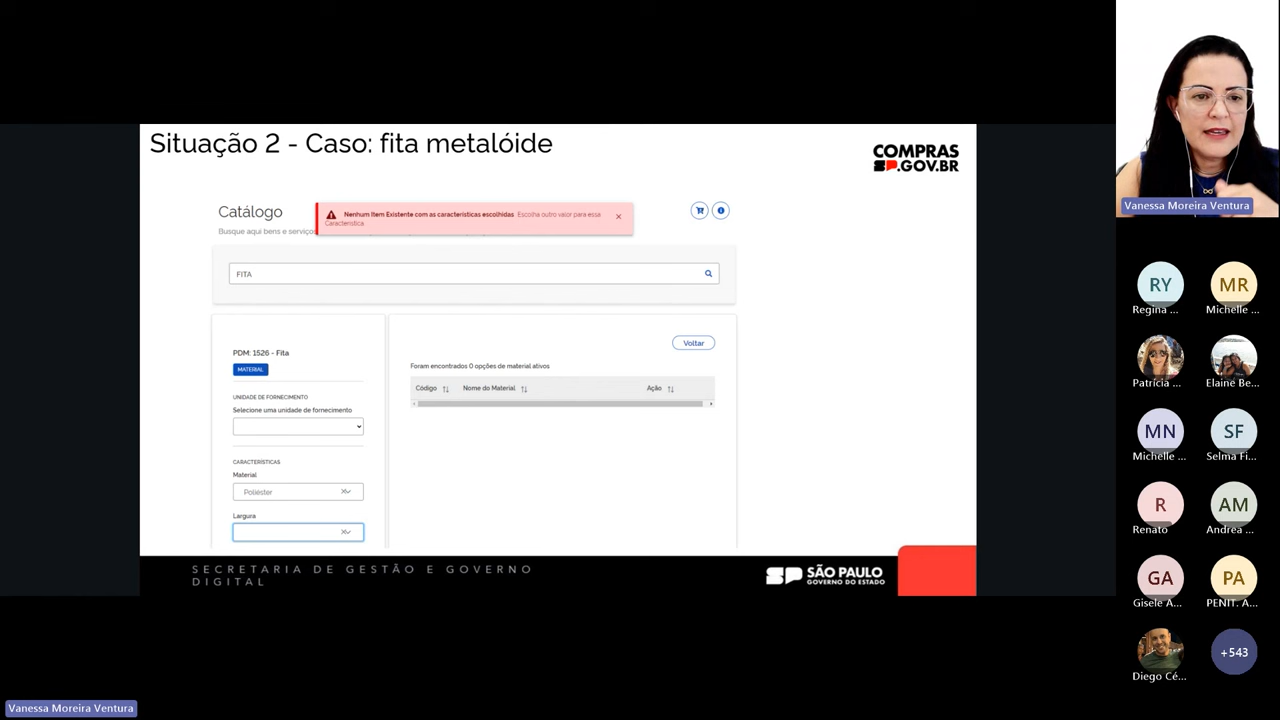 Situação 2 - Caso: fita metalóide
COMPRAS
SP.GOV.BR
Catálogo
Nenhum Item Existente com as características escolhidas Escolha outro valor para essa
Característica.
Busque aqui bens e serviços
FITA
PDM: 1526 - Fita
MATERIAL
UNIDADE DE FORNECIMENTO
Selecione uma unidade de fornecimento
CARACTERÍSTICAS
Material
Poliéster
Largura
Voltar
Foram encontrados 0 opções de material ativos
Código Nome do Material Ação
SECRETARIA DE GESTÃO E GOVERNO
DIGITAL
SP SÃO PAULO
GOVERNO DO ESTADO
Vanessa Moreira Ventura
RY MR
Regina ... Michelle ...
Patrícia ... Elaine Be...
MN SF
Michelle ... Selma Fi...
R AM
Renato Andrea ...
GA PA
Gisele A... PENIT. A...
+543
Diego Cé...
Vanessa Moreira Ventura